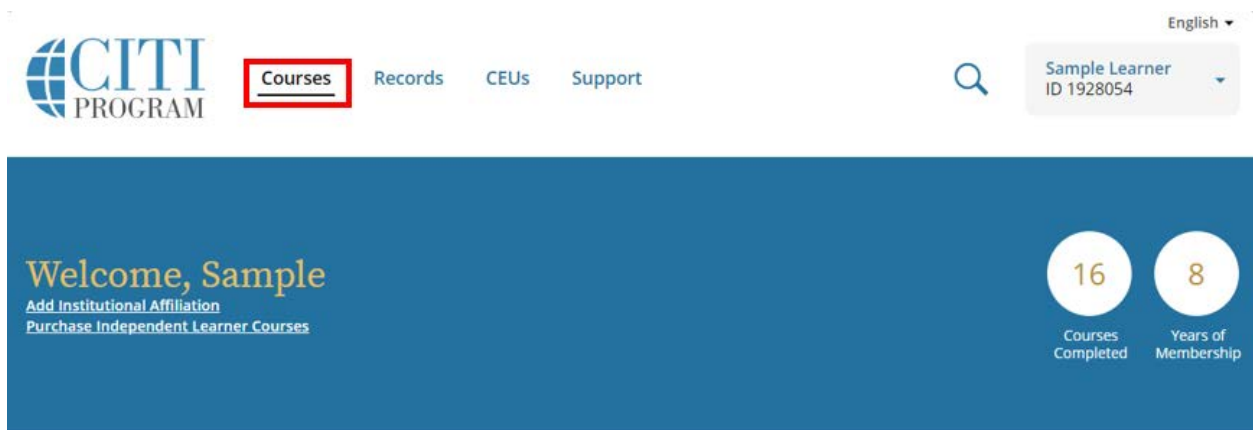 English
CITI
PROGRAM
Courses Records CEUs Support
Sample Learner
ID 1928054
Welcome, Sample
Add Institutional Affiliation
Purchase Independent Learner Courses
16 8
Courses Years of
Completed Membership